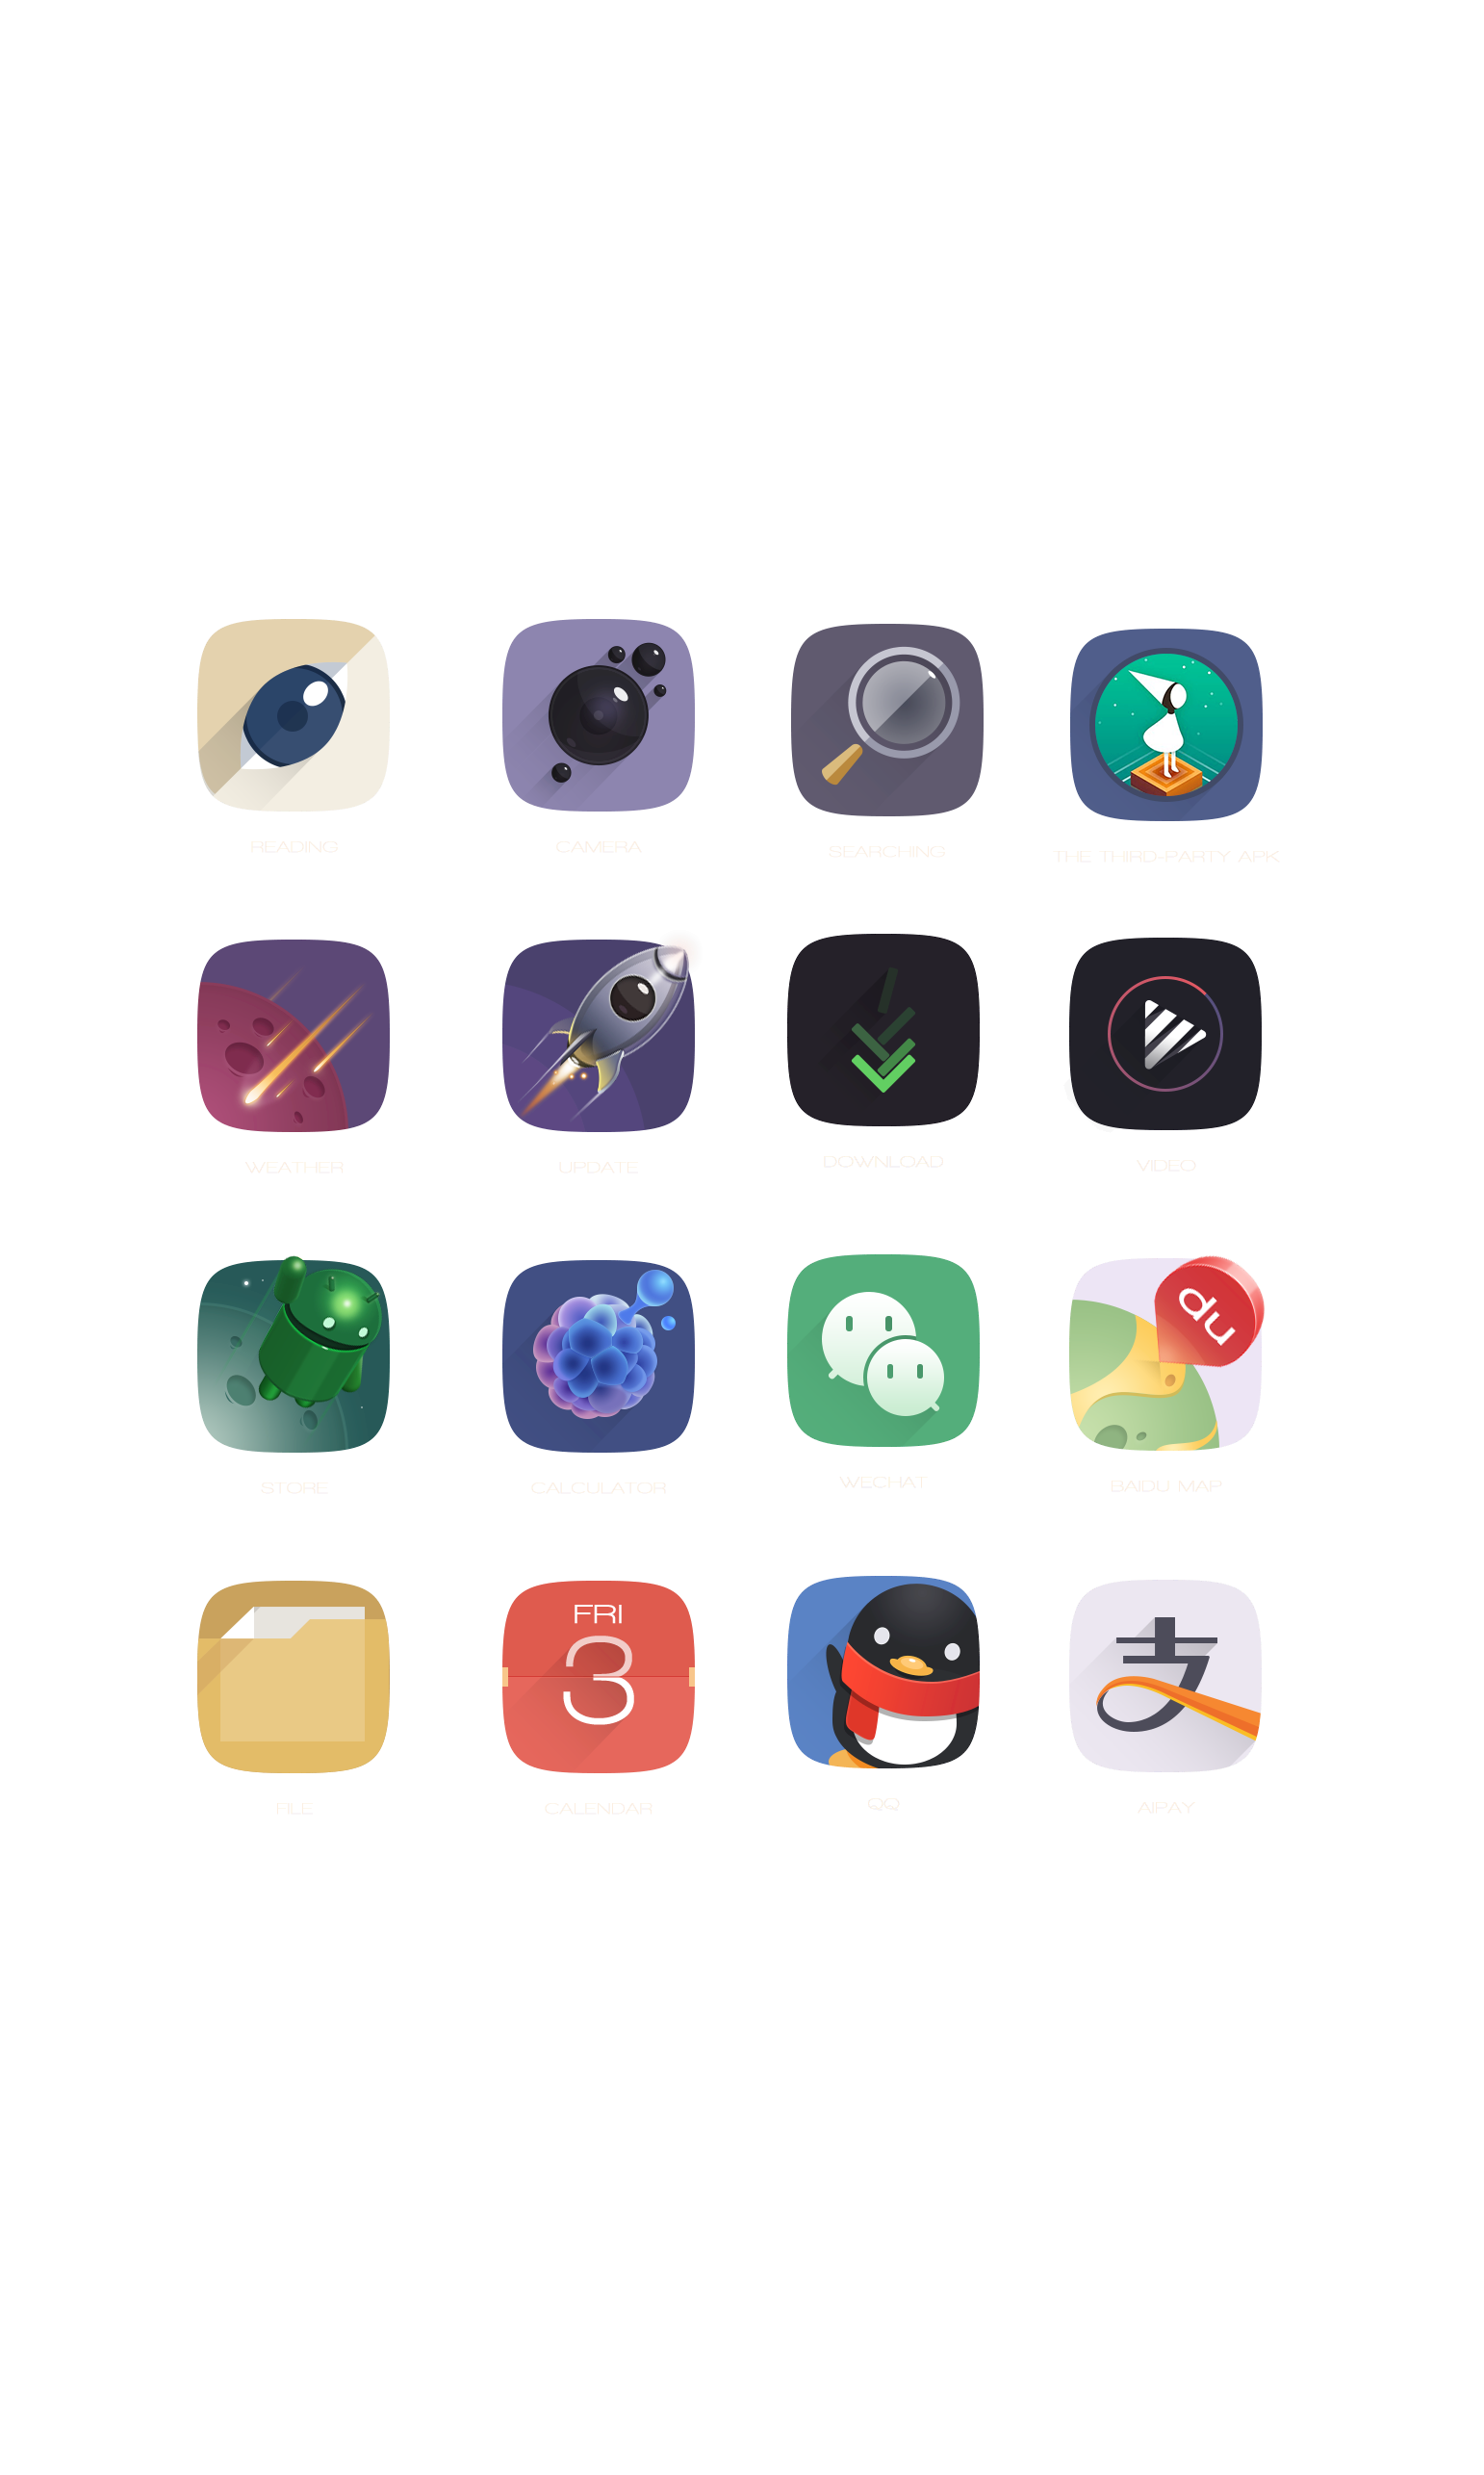 READING
CAMERA
SEARCHING
THE THIRD-PARTY APK
WEATHER
UPDATE
DOWNLOAD
VIDEO
du
STORE
CALCULATOR
WECHAT
BAIDU MAP
FRI
3
支
FILE
CALENDAR
QQ
AIPAY